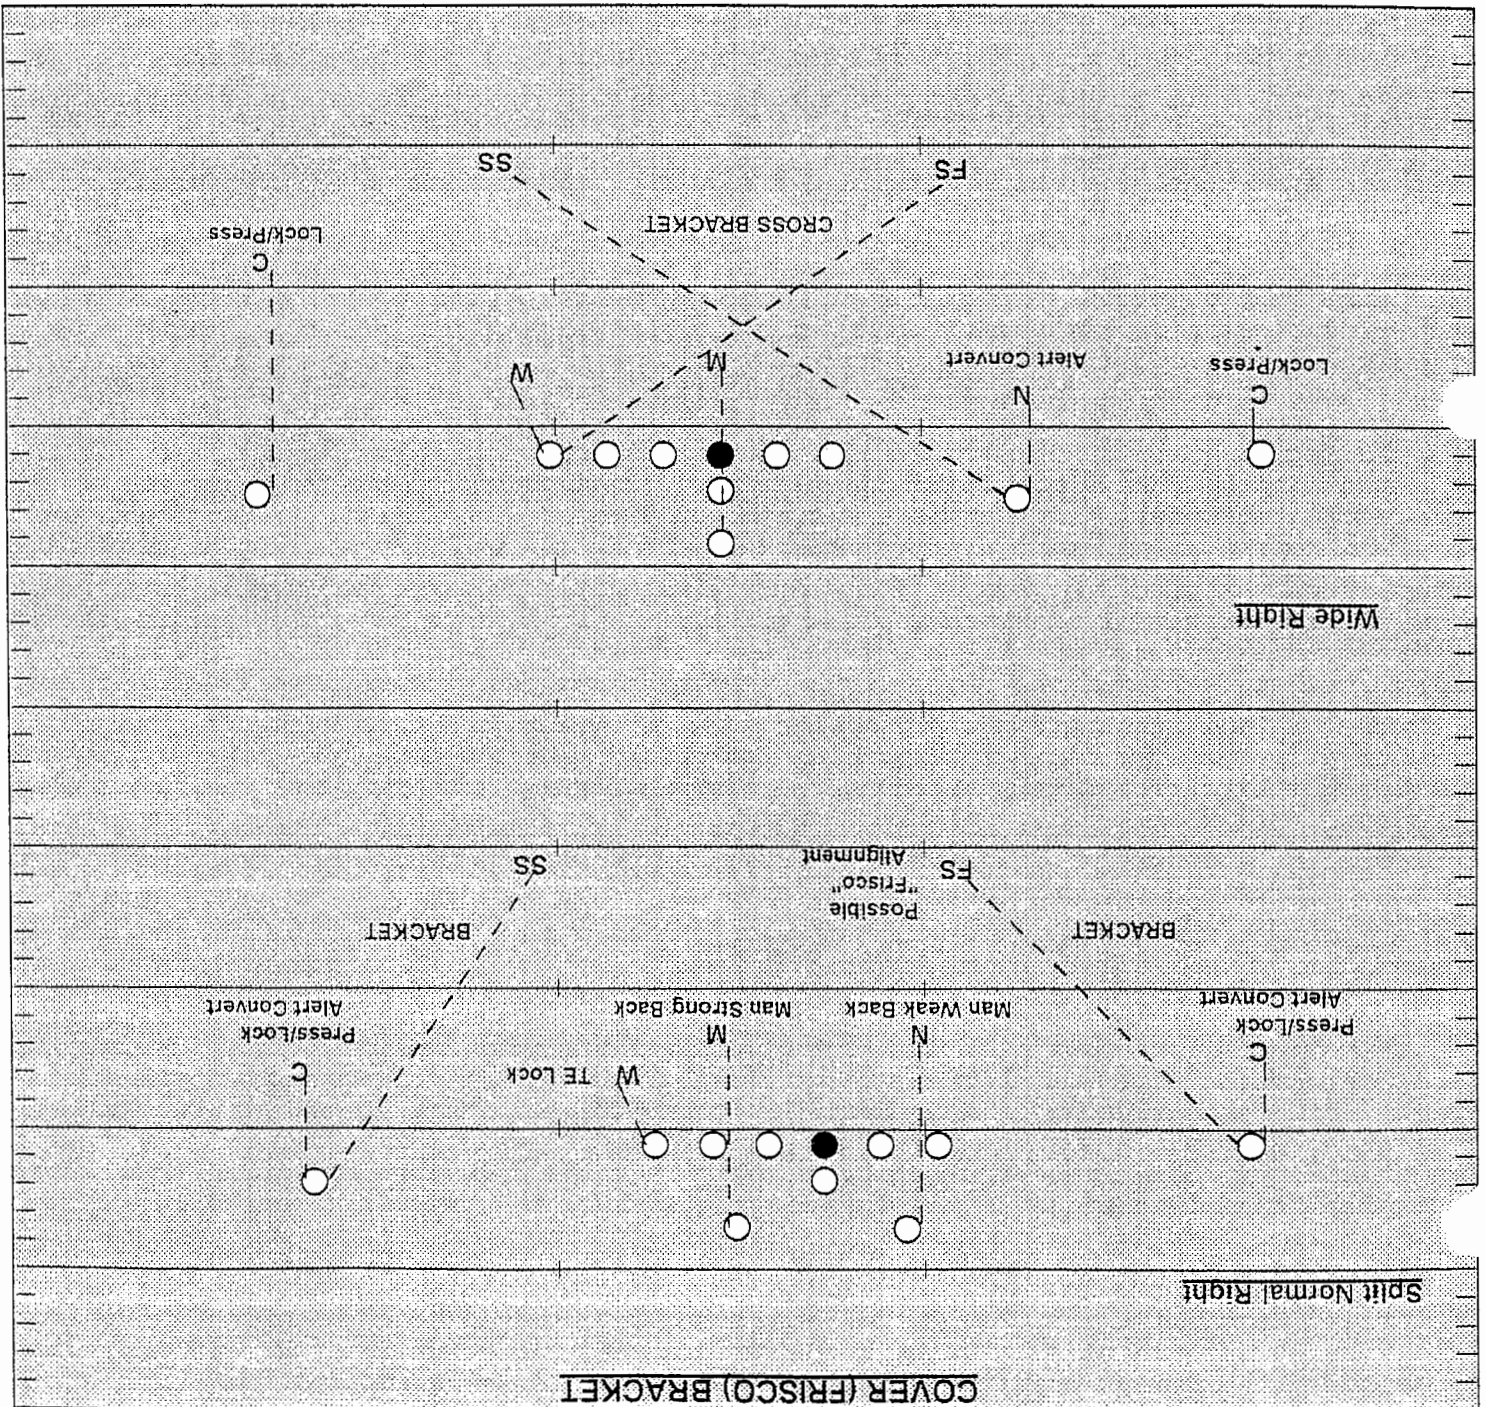 COVER (FRISCO) BRACKET
Split Normal Right
C
Press/Lock
Alert Convert
BRACKET
N
Man Weak Back
M
Man Strong Back
W TE Lock
C
Press/Lock
Alert Convert
BRACKET
FS
Possible
"Frisco"
Alignment
SS
Wide Right
C
Lock/Press
N
Alert Convert
M
W
C
Lock/Press
CROSS BRACKET
FS
SS